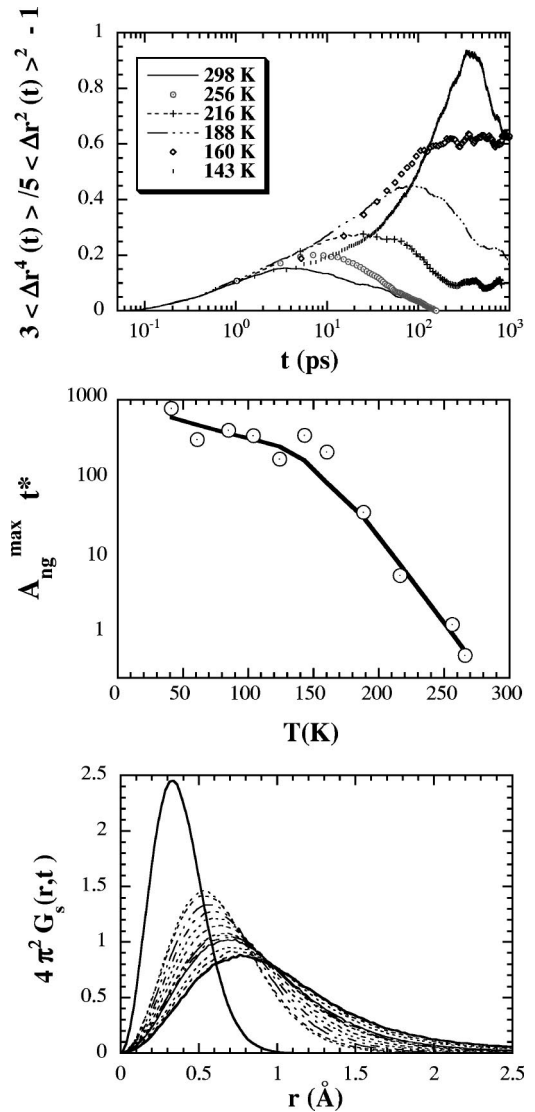 3 < Δr⁴ (t) > /5 < Δr² (t) >² - 1
1
0.8
0.6
0.4
0.2
0
298 K
256 K
216 K
188 K
160 K
143 K
10⁻¹ 10⁰ 10¹ 10² 10³
t (ps)
A_ng^max t*
1000
100
10
1
0 50 100 150 200 250 300
T(K)
4 π² G_s(r,t)
2.5
2
1.5
1
0.5
0
0 0.5 1 1.5 2 2.5
r (Å)